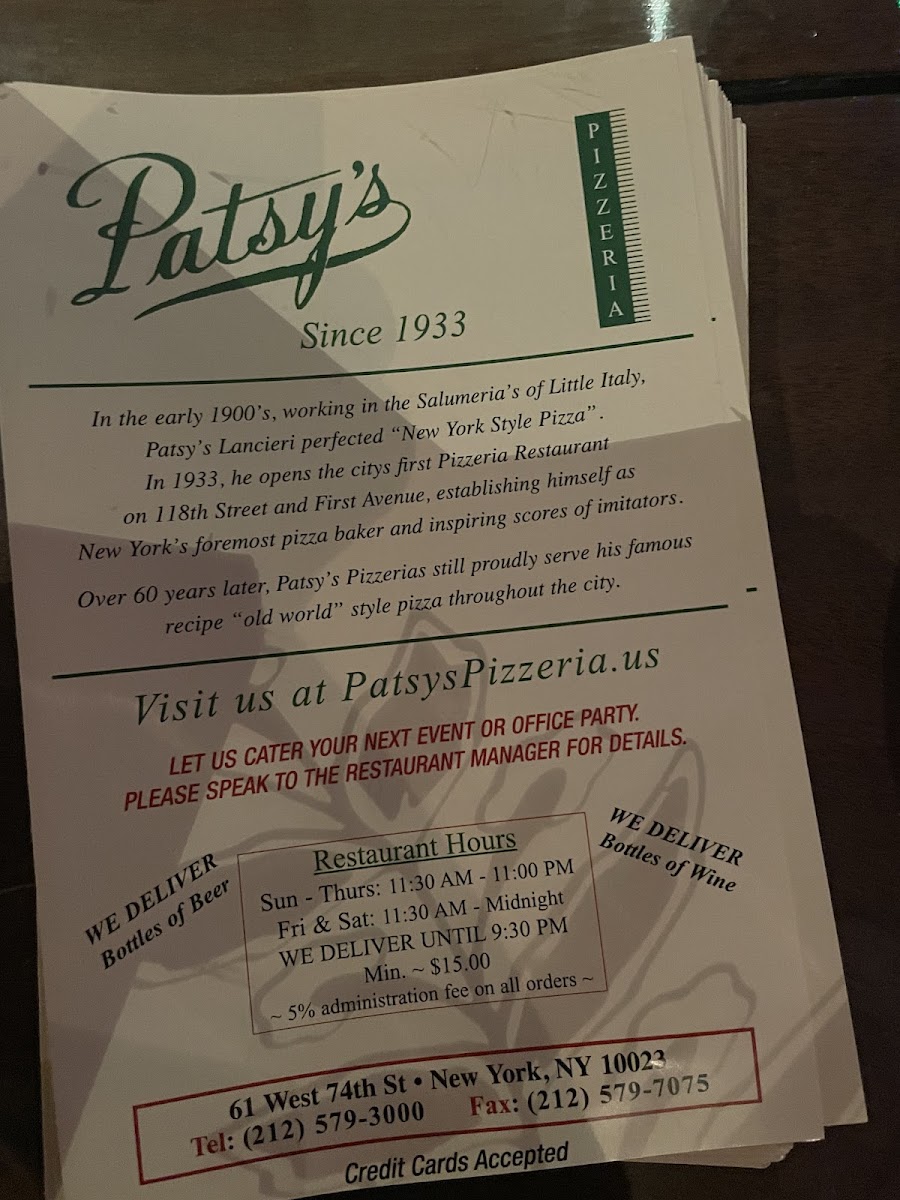 Patsy's
PIZZERIA
Since 1933
In the early 1900's, working in the Salumeria's of Little Italy,
Patsy's Lancieri perfected "New York Style Pizza".
In 1933, he opens the citys first Pizzeria Restaurant
on 118th Street and First Avenue, establishing himself as
New York's foremost pizza baker and inspiring scores of imitators.
Over 60 years later, Patsy's Pizzerias still proudly serve his famous
recipe "old world" style pizza throughout the city.
Visit us at PatsysPizzeria.us
LET US CATER YOUR NEXT EVENT OR OFFICE PARTY.
PLEASE SPEAK TO THE RESTAURANT MANAGER FOR DETAILS.
WE DELIVER
Bottles of Beer
Restaurant Hours
Sun - Thurs: 11:30 AM - 11:00 PM
Fri & Sat: 11:30 AM - Midnight
WE DELIVER UNTIL 9:30 PM
Min. ~ $15.00
~ 5% administration fee on all orders ~
WE DELIVER
Bottles of Wine
61 West 74th St • New York, NY 10023
Tel: (212) 579-3000 Fax: (212) 579-7075
Credit Cards Accepted